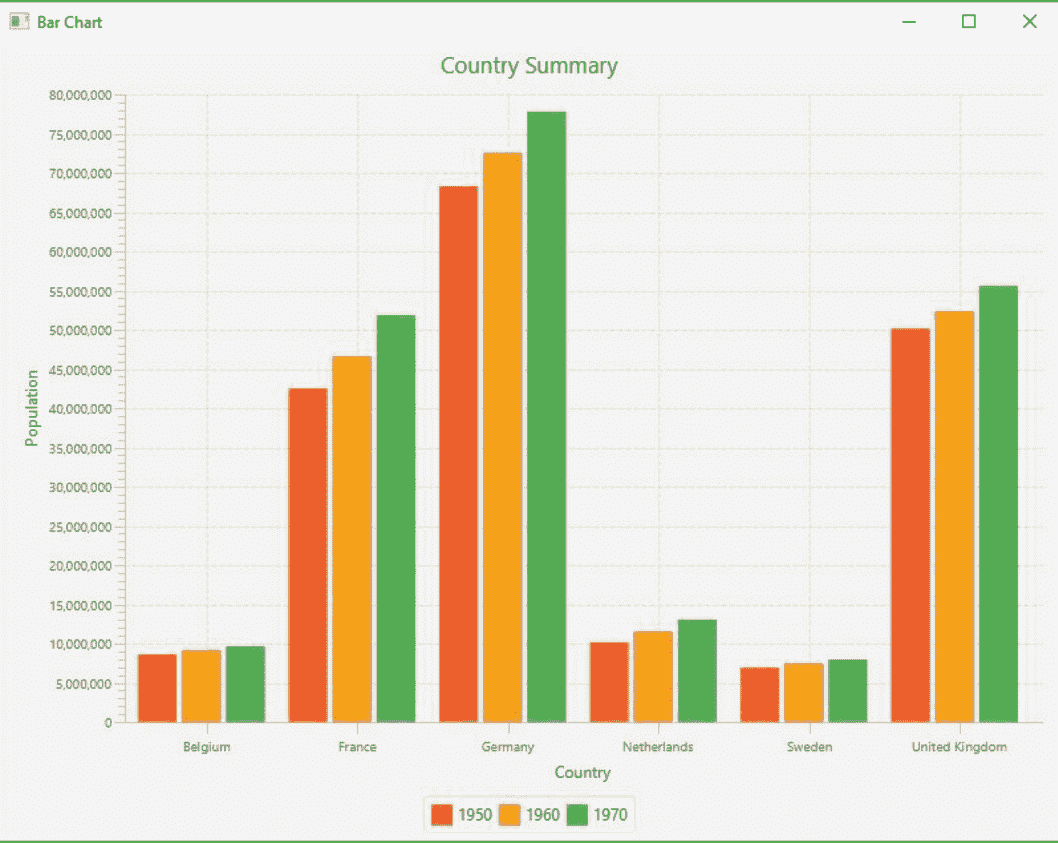 Bar Chart
Country Summary
80,000,000
75,000,000
70,000,000
65,000,000
60,000,000
55,000,000
50,000,000
45,000,000
40,000,000
35,000,000
30,000,000
25,000,000
20,000,000
15,000,000
10,000,000
5,000,000
0
Population
Belgium France Germany Netherlands Sweden United Kingdom
Country
1950 1960 1970